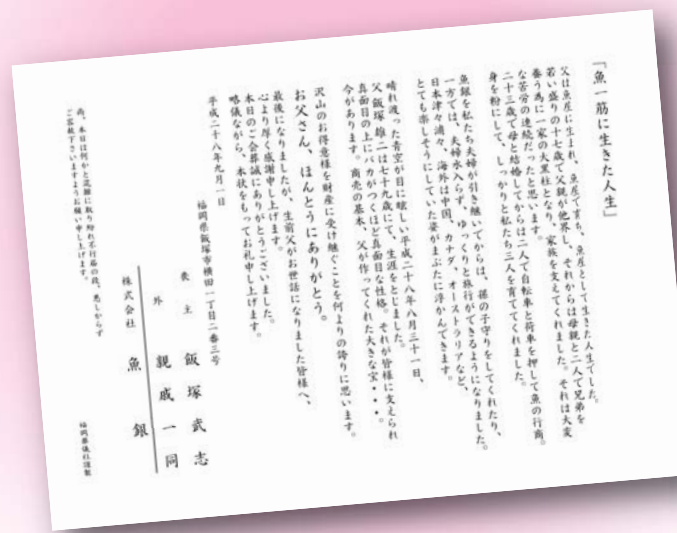 「魚一筋に生きた人生」
父は魚屋に生まれ、魚屋で育ち、魚屋として生きた人生でした。
若い盛りの十七歳で父親が他界し、それからは母親と二人で兄弟を
養う為に一家の大黒柱となり、家族を支えてくれました。それは大変
な苦労の連続だったと思います。
二十三歳で母と結婚してからは二人で自転車と荷車を押して魚の行商。
身を粉にして、しっかりと私たち三人を育ててくれました。
魚銀を私たち夫婦が引き継いでからは、孫の子守りをしてくれたり、
一方では、夫婦水入らず、ゆっくりと旅行ができるようになりました。
日本津々浦々、海外は中国、カナダ、オーストラリアなど、
とても楽しそうにしていた姿がまぶたに浮かんできます。
晴れ渡った青空が目に眩しい平成二十八年八月三十一日、
父 飯塚雄二は七十九歳にて、生涯をとじました。
真面目の上にバカがつくほど真面目な性格。それが皆様に支えられ
今があります。商売の基本、父が作ってくれた大きな宝・・・。
沢山のお得意様を財産に受け継ぐことを何よりの誇りに思います。
お父さん、ほんとうにありがとう。
最後になりましたが、生前父がお世話になりました皆様へ、
心より厚く感謝申し上げます。
本日のご会葬誠にありがとうございました。
略儀ながら、本状をもってお礼申し上げます。
平成二十八年九月一日
福岡県飯塚市横田一丁目二番三号
喪主 飯塚武志
外 親戚一同
株式会社 魚銀
尚、本日は何かと混雑に取り紛れ不行届の段、悪しからず
ご容赦下さいますようお願い申し上げます。
福岡県儀社謹製